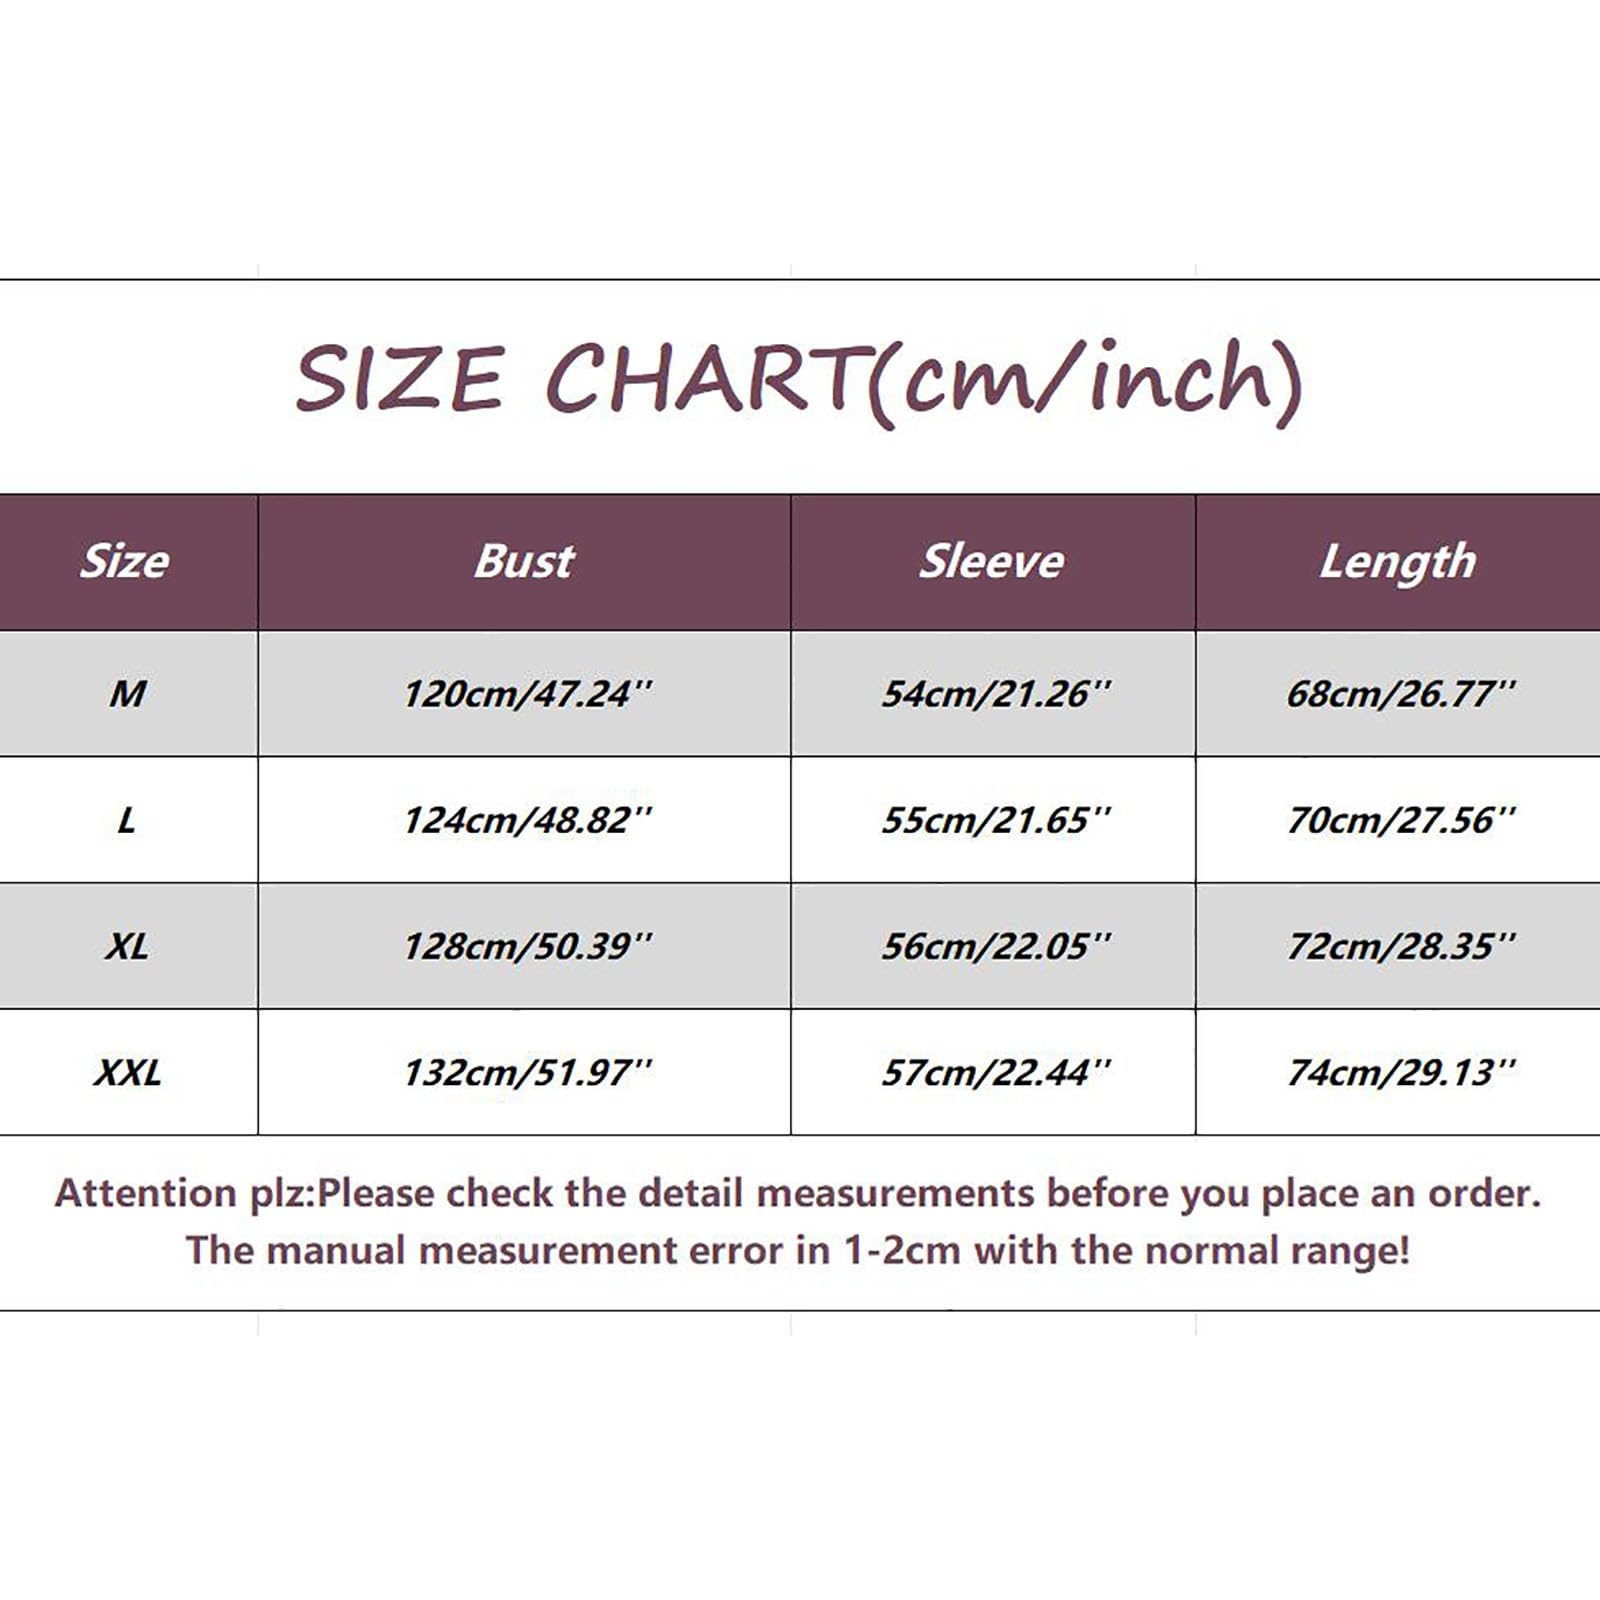 SIZE CHART(cm/inch)
Size Bust Sleeve Length
M 120cm/47.24'' 54cm/21.26'' 68cm/26.77''
L 124cm/48.82'' 55cm/21.65'' 70cm/27.56''
XL 128cm/50.39'' 56cm/22.05'' 72cm/28.35''
XXL 132cm/51.97'' 57cm/22.44'' 74cm/29.13''
Attention plz:Please check the detail measurements before you place an order.
The manual measurement error in 1-2cm with the normal range!